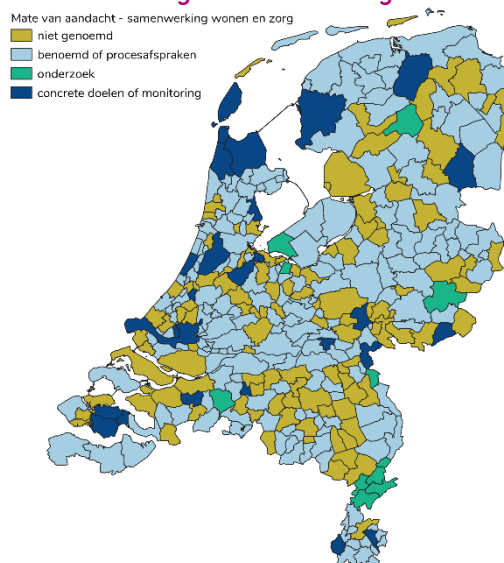 Mate van aandacht - samenwerking wonen en zorg
niet genoemd
benoemd of procesafspraken
onderzoek
concrete doelen of monitoring